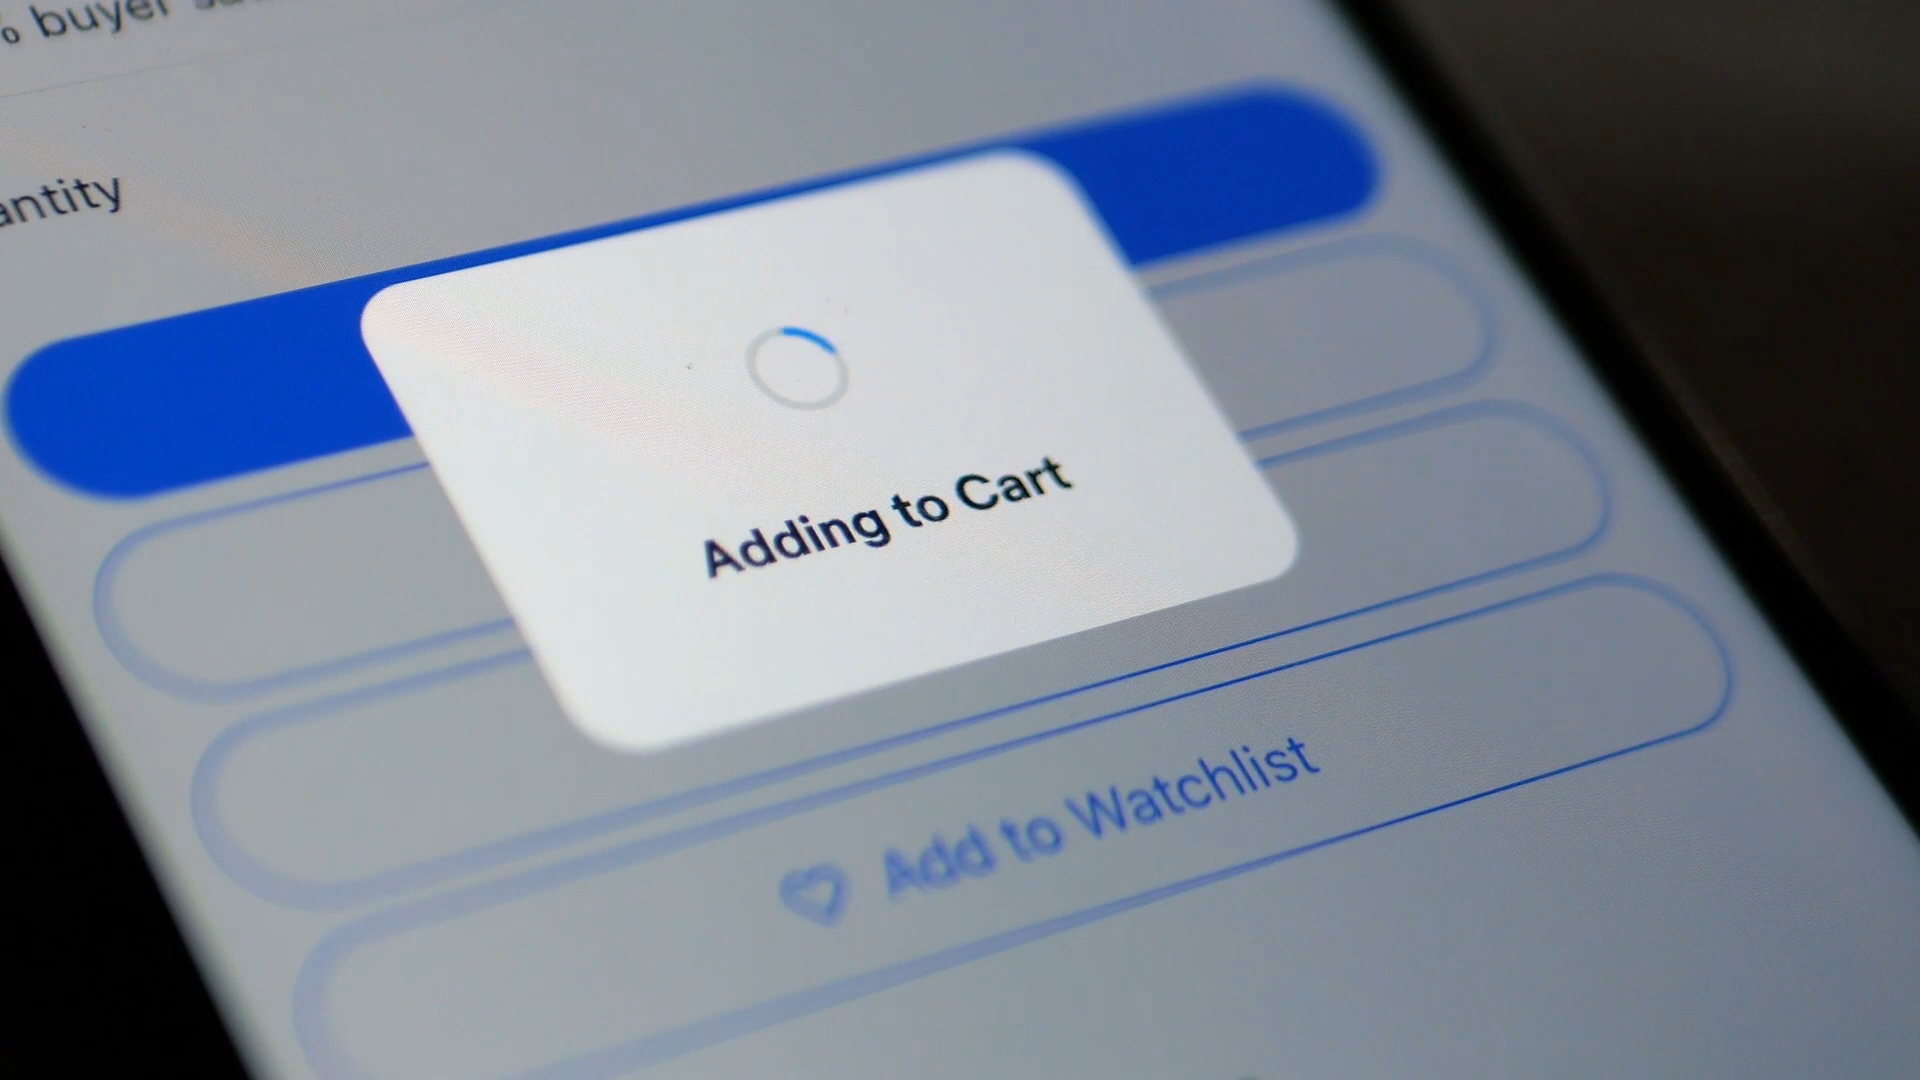 % buyer
antity
Adding to Cart
Add to Watchlist